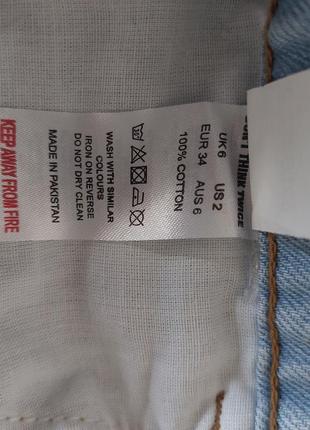 DON'T THINK TWICE
UK 6 US 2
EUR 34 AUS 6
100% COTTON
WASH WITH SIMILAR
COLOURS
IRON ON REVERSE
DO NOT DRY CLEAN
MADE IN PAKISTAN
KEEP AWAY FROM FIRE